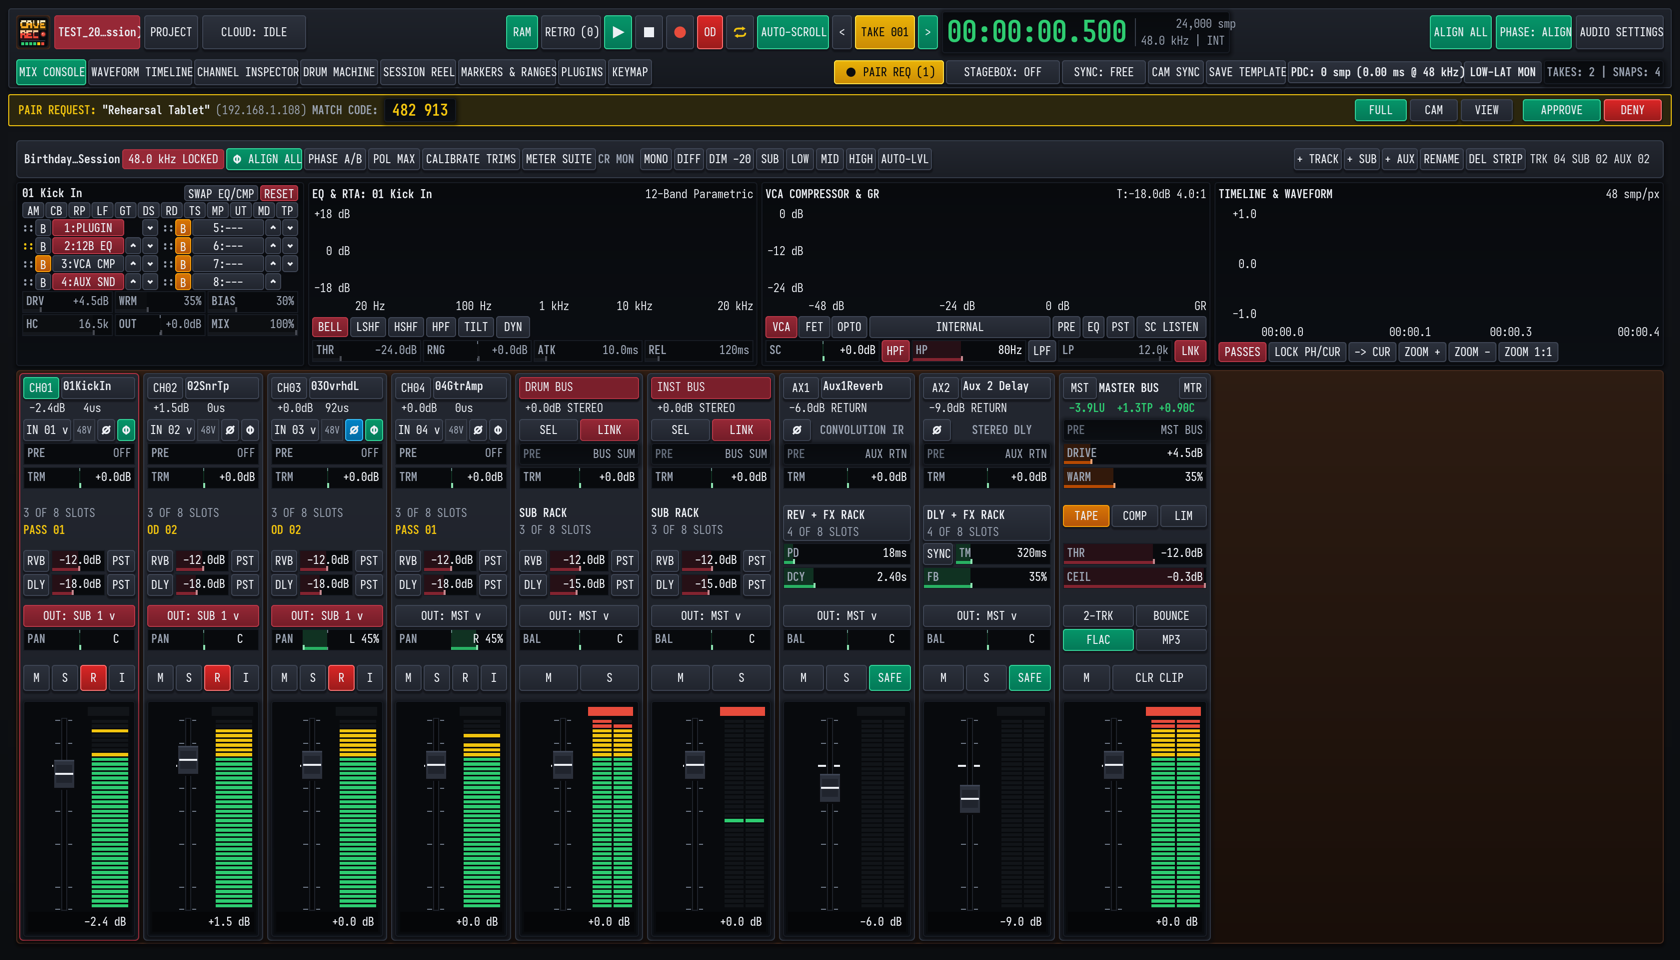 CAVE REC
TEST_20…ssion) PROJECT CLOUD: IDLE RAM RETRO (0) OD AUTO-SCROLL < TAKE 001 > 00:00:00.500 24,000 smp 48.0 kHz | INT ALIGN ALL PHASE: ALIGN AUDIO SETTINGS
MIX CONSOLE WAVEFORM TIMELINE CHANNEL INSPECTOR DRUM MACHINE SESSION REEL MARKERS & RANGES PLUGINS KEYMAP ● PAIR REQ (1) STAGEBOX: OFF SYNC: FREE CAM SYNC SAVE TEMPLATE PDC: 0 smp (0.00 ms @ 48 kHz) LOW-LAT MON TAKES: 2 | SNAPS: 4
PAIR REQUEST: "Rehearsal Tablet" (192.168.1.108) MATCH CODE: 482 913 FULL CAM VIEW APPROVE DENY
Birthday…Session 48.0 kHz LOCKED Φ ALIGN ALL PHASE A/B POL MAX CALIBRATE TRIMS METER SUITE CR MON MONO DIFF DIM -20 SUB LOW MID HIGH AUTO-LVL + TRACK + SUB + AUX RENAME DEL STRIP TRK 04 SUB 02 AUX 02
01 Kick In SWAP EQ/CMP RESET
AM CB RP LF GT DS RD TS MP UT MD TP
:: B 1:PLUGIN ⌄ :: B 5:--- ⌃ ⌄
:: B 2:12B EQ ⌃ ⌄ :: B 6:--- ⌃ ⌄
:: B 3:VCA CMP ⌃ ⌄ :: B 7:--- ⌃ ⌄
:: B 4:AUX SND ⌃ ⌄ :: B 8:--- ⌃
DRV +4.5dB WRM 35% BIAS 30%
HC 16.5k OUT +0.0dB MIX 100%
EQ & RTA: 01 Kick In 12-Band Parametric
+18 dB
0 dB
-18 dB
20 Hz 100 Hz 1 kHz 10 kHz 20 kHz
BELL LSHF HSHF HPF TILT DYN
THR -24.0dB RNG +0.0dB ATK 10.0ms REL 120ms
VCA COMPRESSOR & GR T:-18.0dB 4.0:1
0 dB
-12 dB
-24 dB
-48 dB -24 dB 0 dB GR
VCA FET OPTO INTERNAL PRE EQ PST SC LISTEN
SC +0.0dB HPF HP 80Hz LPF LP 12.0k LNK
TIMELINE & WAVEFORM 48 smp/px
+1.0
0.0
-1.0
00:00.0 00:00.1 00:00.3 00:00.4
PASSES LOCK PH/CUR -> CUR ZOOM + ZOOM - ZOOM 1:1
CH01 01KickIn
-2.4dB 4us
IN 01 v 48V Ø Φ
PRE OFF
TRM +0.0dB
3 OF 8 SLOTS
PASS 01
RVB -12.0dB PST
DLY -18.0dB PST
OUT: SUB 1 v
PAN C
M S R I
-2.4 dB
CH02 02SnrTp
+1.5dB 0us
IN 02 v 48V Ø Φ
PRE OFF
TRM +0.0dB
3 OF 8 SLOTS
OD 02
RVB -12.0dB PST
DLY -18.0dB PST
OUT: SUB 1 v
PAN C
M S R I
+1.5 dB
CH03 03OvrhdL
+0.0dB 92us
IN 03 v 48V Ø Φ
PRE OFF
TRM +0.0dB
3 OF 8 SLOTS
OD 02
RVB -12.0dB PST
DLY -18.0dB PST
OUT: SUB 1 v
PAN L 45%
M S R I
+0.0 dB
CH04 04GtrAmp
+0.0dB 0us
IN 04 v 48V Ø Φ
PRE OFF
TRM +0.0dB
3 OF 8 SLOTS
PASS 01
RVB -12.0dB PST
DLY -18.0dB PST
OUT: MST v
PAN R 45%
M S R I
+0.0 dB
DRUM BUS
+0.0dB STEREO
SEL LINK
PRE BUS SUM
TRM +0.0dB
SUB RACK
3 OF 8 SLOTS
RVB -12.0dB PST
DLY -15.0dB PST
OUT: MST v
BAL C
M S
+0.0 dB
INST BUS
+0.0dB STEREO
SEL LINK
PRE BUS SUM
TRM +0.0dB
SUB RACK
3 OF 8 SLOTS
RVB -12.0dB PST
DLY -15.0dB PST
OUT: MST v
BAL C
M S
+0.0 dB
AX1 Aux1Reverb
-6.0dB RETURN
Ø CONVOLUTION IR
PRE AUX RTN
TRM +0.0dB
REV + FX RACK
4 OF 8 SLOTS
PD 18ms
DCY 2.40s
OUT: MST v
BAL C
M S SAFE
-6.0 dB
AX2 Aux 2 Delay
-9.0dB RETURN
Ø STEREO DLY
PRE AUX RTN
TRM +0.0dB
DLY + FX RACK
4 OF 8 SLOTS
SYNC TM 320ms
FB 35%
OUT: MST v
BAL C
M S SAFE
-9.0 dB
MST MASTER BUS MTR
-3.9LU +1.3TP +0.90C
PRE MST BUS
DRIVE +4.5dB
WARM 35%
TAPE COMP LIM
THR -12.0dB
CEIL -0.3dB
2-TRK BOUNCE
FLAC MP3
M CLR CLIP
+0.0 dB